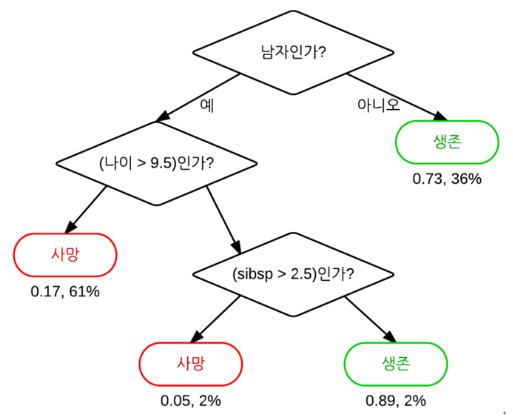 남자인가?
예
아니오
생존
0.73, 36%
(나이 > 9.5)인가?
사망
0.17, 61%
(sibsp > 2.5)인가?
사망
0.05, 2%
생존
0.89, 2%